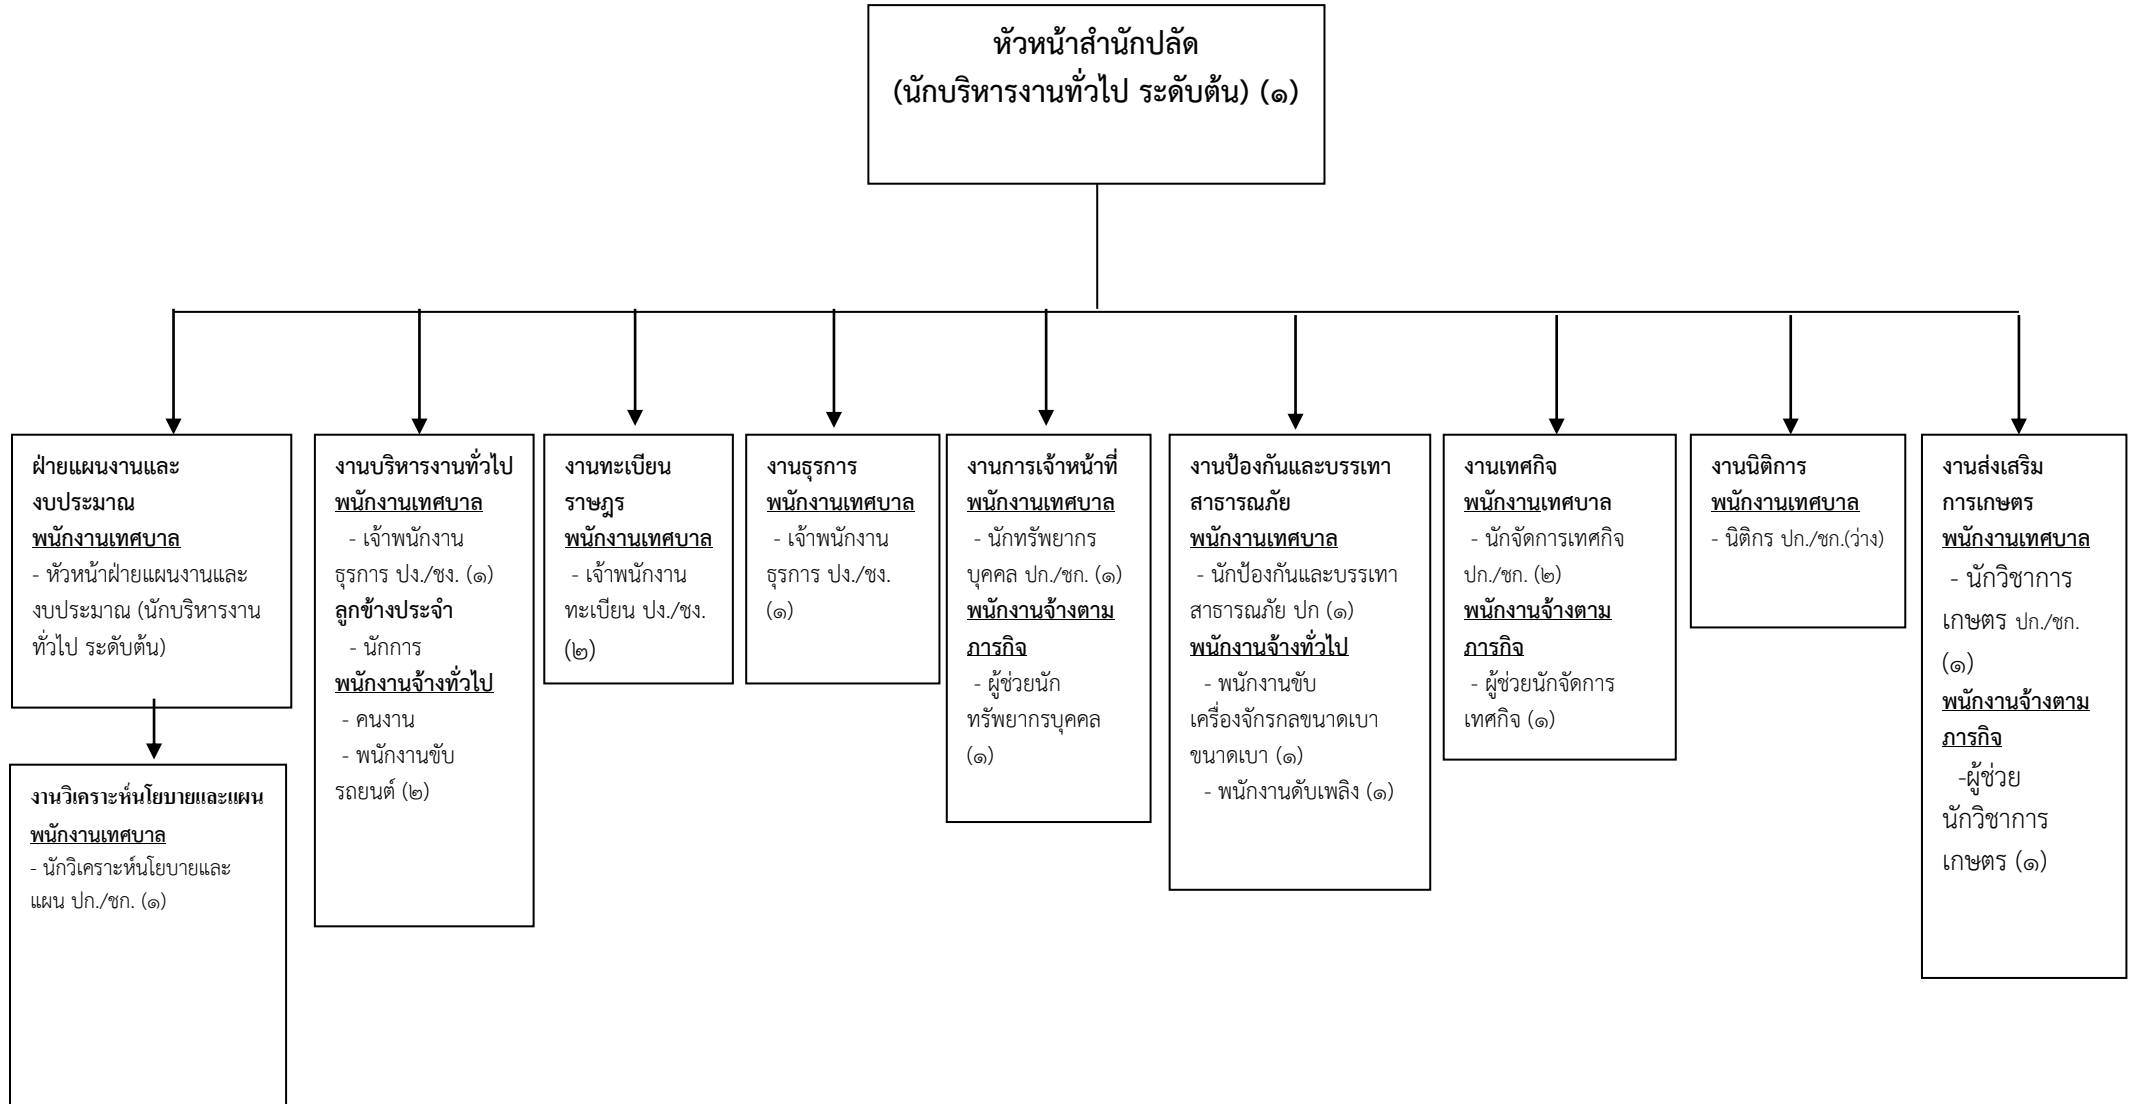 หัวหน้าสำนักปลัด
(นักบริหารงานทั่วไป ระดับต้น) (๑)
ฝ่ายแผนงานและ
งบประมาณ
พนักงานเทศบาล
- หัวหน้าฝ่ายแผนงานและ
งบประมาณ (นักบริหารงาน
ทั่วไป ระดับต้น)
งานวิเคราะห์นโยบายและแผน
พนักงานเทศบาล
- นักวิเคราะห์นโยบายและ
แผน ปก./ชก. (๑)
งานบริหารงานทั่วไป
พนักงานเทศบาล
- เจ้าพนักงาน
ธุรการ ปง./ชง. (๑)
ลูกข้างประจำ
- นักการ
พนักงานจ้างทั่วไป
- คนงาน
- พนักงานขับ
รถยนต์ (๒)
งานทะเบียน
ราษฎร
พนักงานเทศบาล
- เจ้าพนักงาน
ทะเบียน ปง./ชง.
(๒)
งานธุรการ
พนักงานเทศบาล
- เจ้าพนักงาน
ธุรการ ปง./ชง.
(๑)
งานการเจ้าหน้าที่
พนักงานเทศบาล
- นักทรัพยากร
บุคคล ปก./ชก. (๑)
พนักงานจ้างตาม
ภารกิจ
- ผู้ช่วยนัก
ทรัพยากรบุคคล
(๑)
งานป้องกันและบรรเทา
สาธารณภัย
พนักงานเทศบาล
- นักป้องกันและบรรเทา
สาธารณภัย ปก (๑)
พนักงานจ้างทั่วไป
- พนักงานขับ
เครื่องจักรกลขนาดเบา
ขนาดเบา (๑)
- พนักงานดับเพลิง (๑)
งานเทศกิจ
พนักงานเทศบาล
- นักจัดการเทศกิจ
ปก./ชก. (๒)
พนักงานจ้างตาม
ภารกิจ
- ผู้ช่วยนักจัดการ
เทศกิจ (๑)
งานนิติการ
พนักงานเทศบาล
- นิติกร ปก./ชก.(ว่าง)
งานส่งเสริม
การเกษตร
พนักงานเทศบาล
- นักวิชาการ
เกษตร ปก./ชก.
(๑)
พนักงานจ้างตาม
ภารกิจ
-ผู้ช่วย
นักวิชาการ
เกษตร (๑)